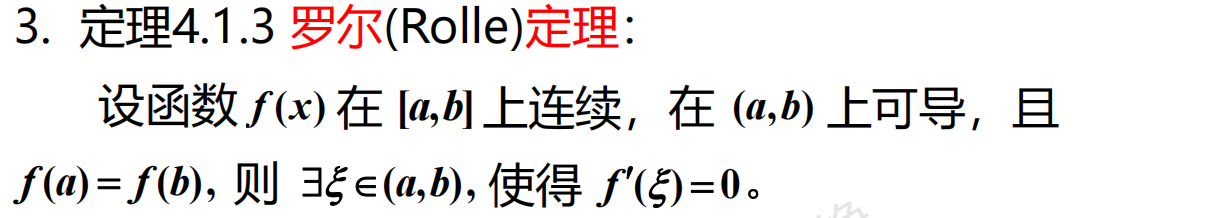 3. 定理4.1.3 罗尔(Rolle)定理：
设函数 f(x) 在 [a,b] 上连续，在 (a,b) 上可导，且
f(a)=f(b), 则 ∃ξ∈(a,b), 使得 f′(ξ)=0。